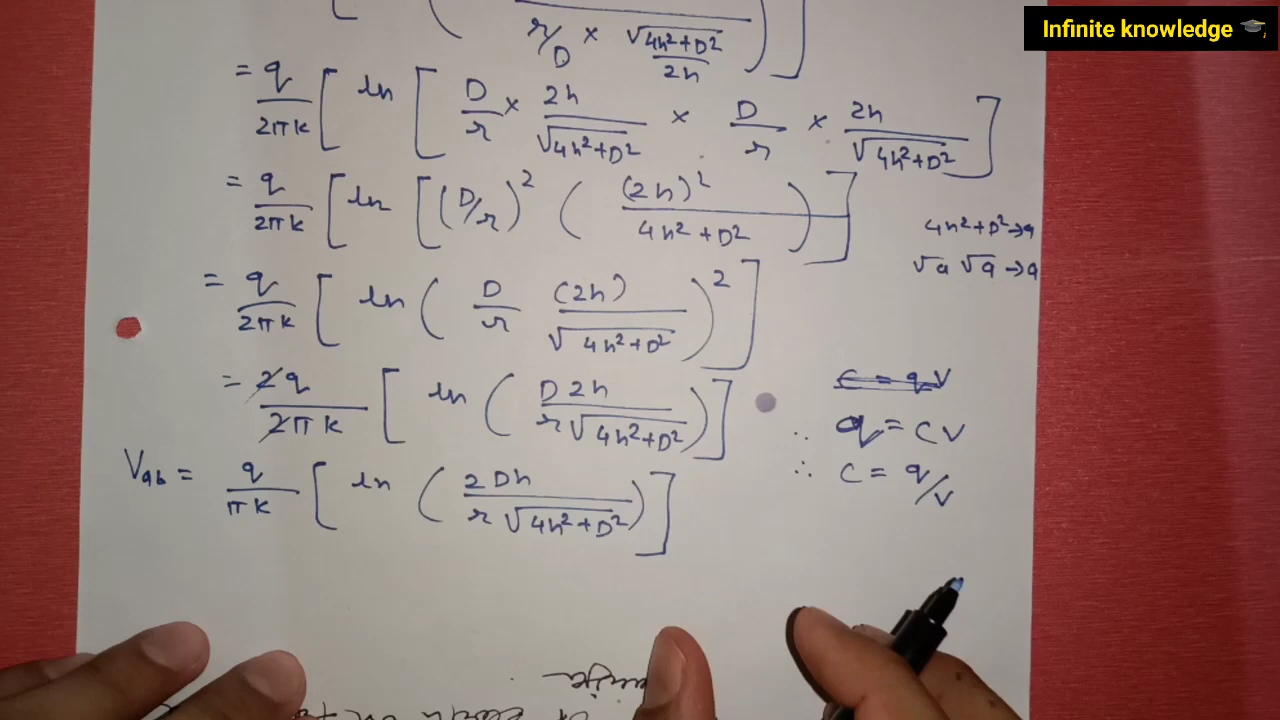 Infinite knowledge
r/D × √4h²+D²/2h
= q/2πk [ ln [ D/r × 2h/√4h²+D² × D/r × 2h/√4h²+D² ]
= q/2πk [ ln [ (D/r)² ( (2h)²/4h²+D² ) ]
4h²+D²→a
√a √a →a
= q/2πk [ ln ( D/r (2h)/√4h²+D² )² ]
= 2q/2πk [ ln ( D 2h/r√4h²+D² ) ]
C = qV
∴ q = CV
Vab = q/πk [ ln ( 2Dh/r√4h²+D² ) ]
∴ C = q/V